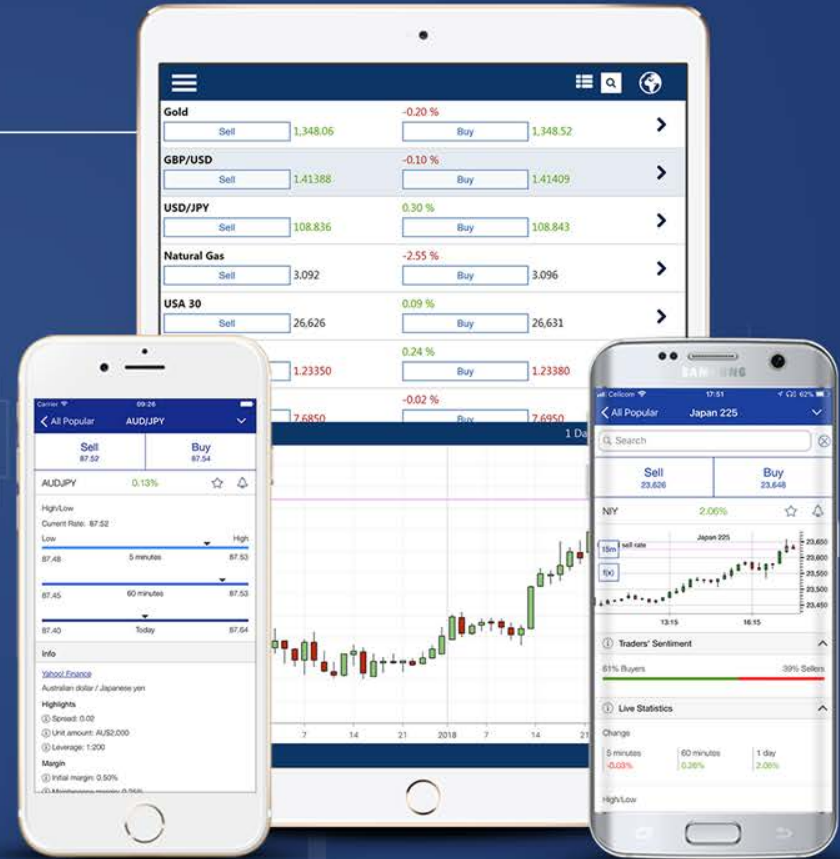 Gold -0.20 %
Sell 1,348.06 Buy 1,348.52
GBP/USD -0.10 %
Sell 1.41388 Buy 1.41409
USD/JPY 0.30 %
Sell 108.836 Buy 108.843
Natural Gas -2.55 %
Sell 3.092 Buy 3.096
USA 30 0.09 %
Sell 26,626 Buy 26,631
0.24 %
1.23350 1.23380
-0.02 %
7.6850 Buy 7.6950
1 Da
7 14 21 2018 7 14 21
Carrier 09:26
All Popular AUD/JPY
Sell Buy
87.52 87.54
AUDJPY 0.13%
High/Low
Current Rate: 87.52
Low High
87.48 5 minutes 87.53
87.45 60 minutes 87.53
87.40 Today 87.64
Info
Yahoo! Finance
Australian dollar / Japanese yen
Highlights
Spread: 0.02
Unit amount: AU$2,000
Leverage: 1:200
Margin
Initial margin: 0.50%
Maintenance margin: 0.25%
SAMSUNG
Cellcom 17:51 62%
All Popular Japan 225
Search
Sell Buy
23,626 23,648
NIY 2.06%
sell rate Japan 225
15m
f(x)
23,650
23,600
23,550
23,500
23,450
13:15 16:15
Traders' Sentiment
61% Buyers 39% Sellers
Live Statistics
Change
5 minutes 60 minutes 1 day
-0.03% 0.26% 2.06%
High/Low